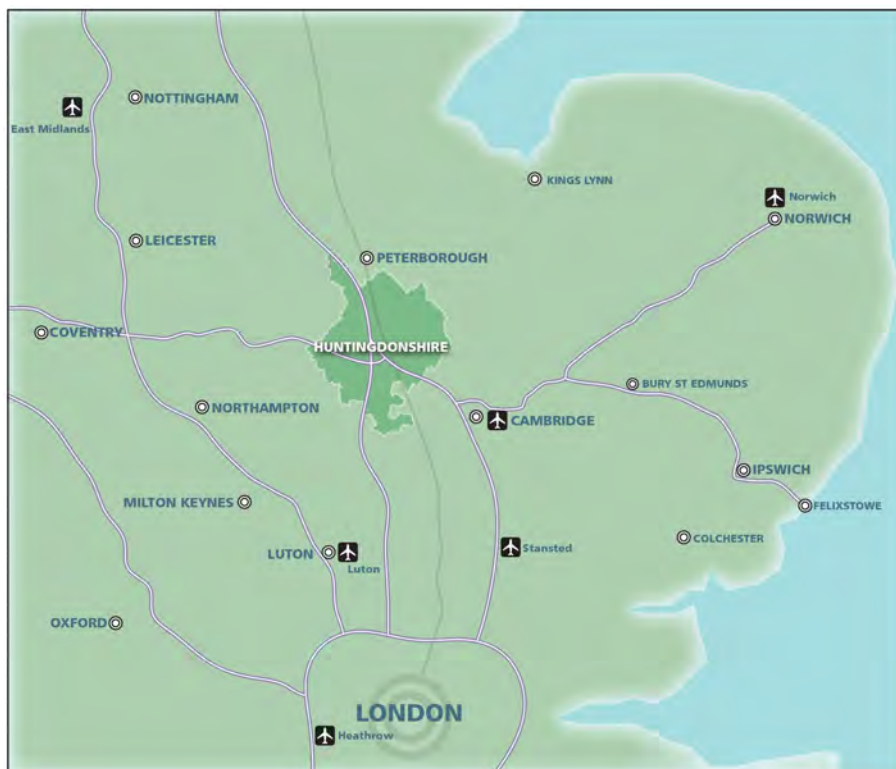 NOTTINGHAM
East Midlands
KINGS LYNN
Norwich
NORWICH
LEICESTER
PETERBOROUGH
COVENTRY
HUNTINGDONSHIRE
BURY ST EDMUNDS
NORTHAMPTON
CAMBRIDGE
IPSWICH
MILTON KEYNES
FELIXSTOWE
COLCHESTER
LUTON
Luton
Stansted
OXFORD
LONDON
Heathrow